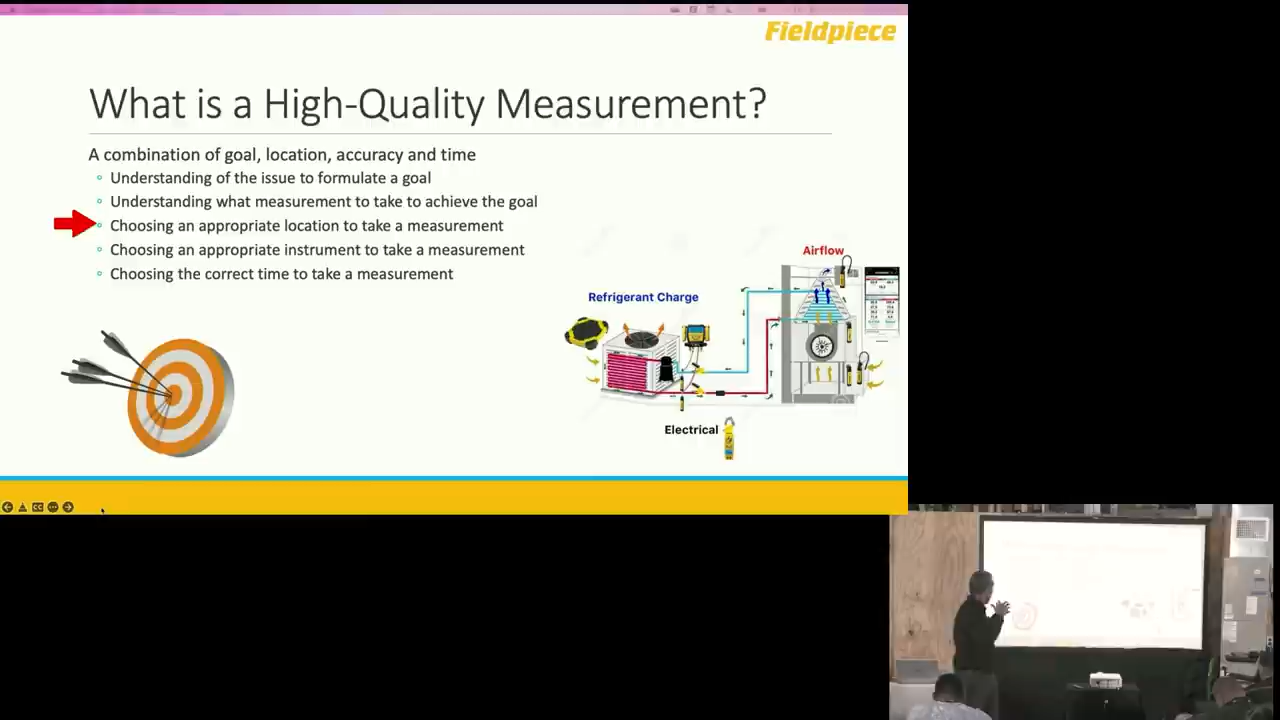 Fieldpiece
What is a High-Quality Measurement?
A combination of goal, location, accuracy and time
Understanding of the issue to formulate a goal
Understanding what measurement to take to achieve the goal
Choosing an appropriate location to take a measurement
Choosing an appropriate instrument to take a measurement
Choosing the correct time to take a measurement
Airflow
Refrigerant Charge
Electrical